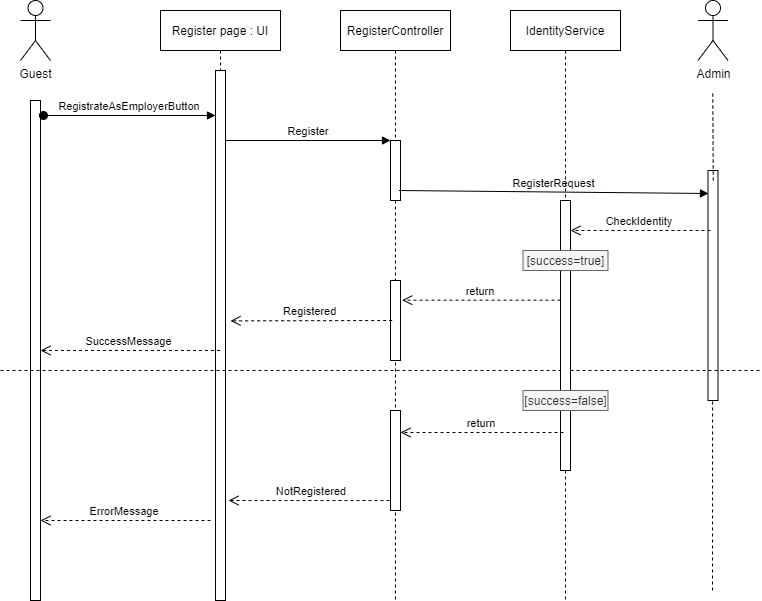 Guest
Register page : UI
RegisterController
IdentityService
Admin
RegistrateAsEmployerButton
Register
RegisterRequest
CheckIdentity
[success=true]
return
Registered
SuccessMessage
[success=false]
return
NotRegistered
ErrorMessage